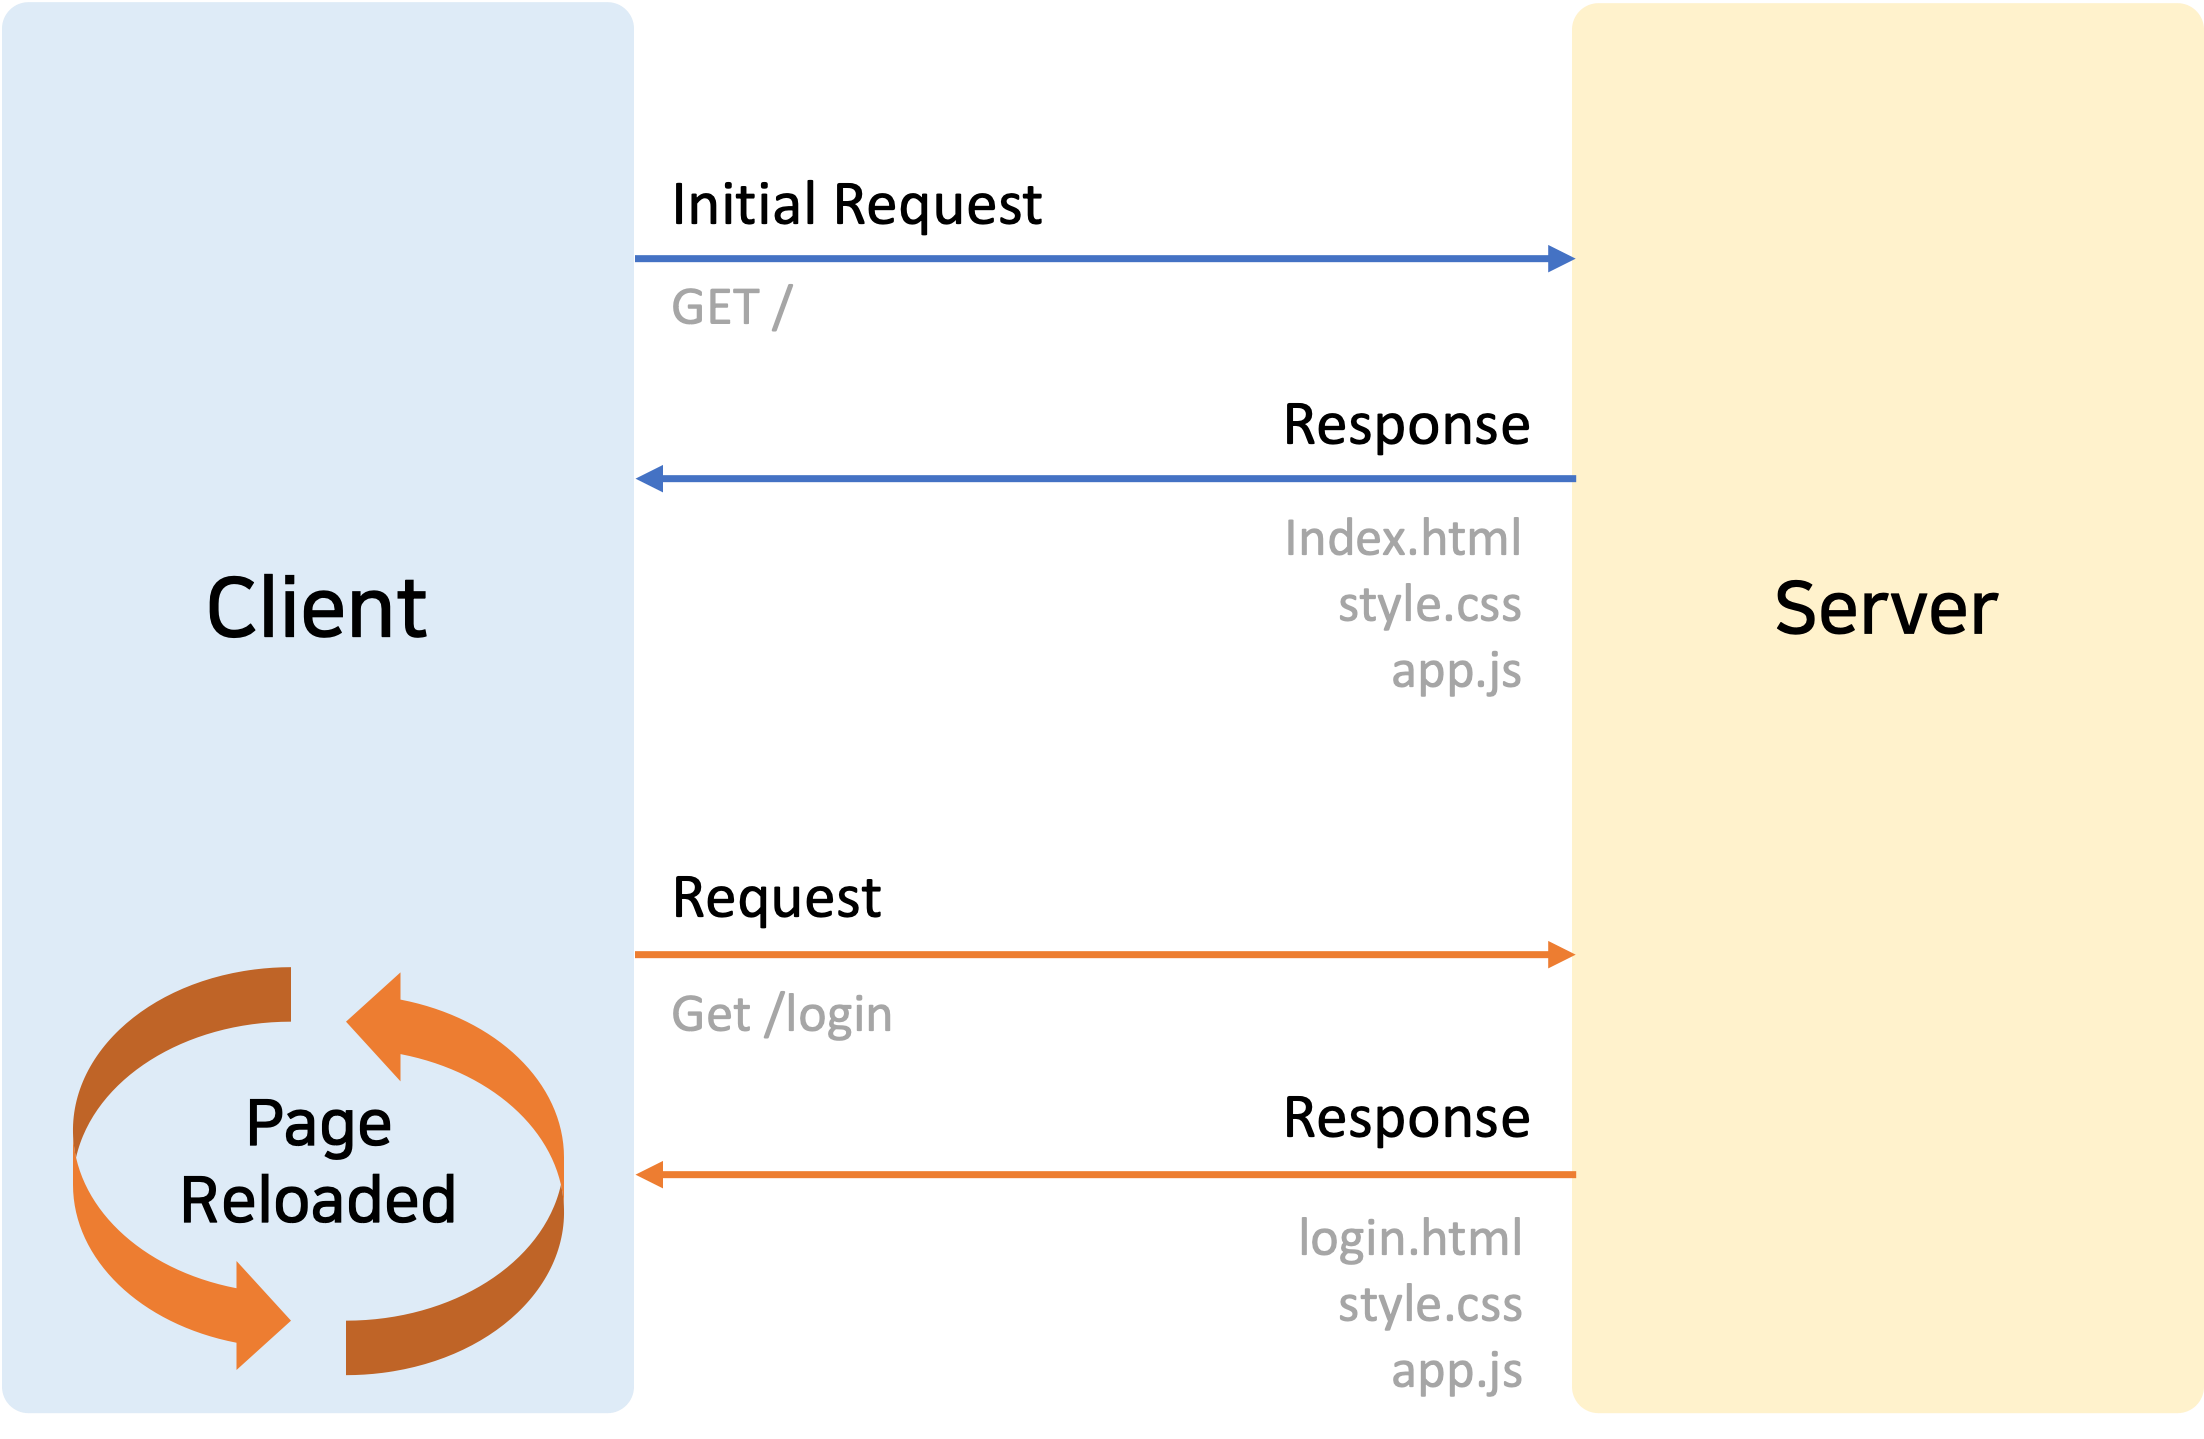 Initial Request
GET /
Response
Index.html
style.css
app.js
Client
Server
Request
Get /login
Page
Reloaded
Response
login.html
style.css
app.js